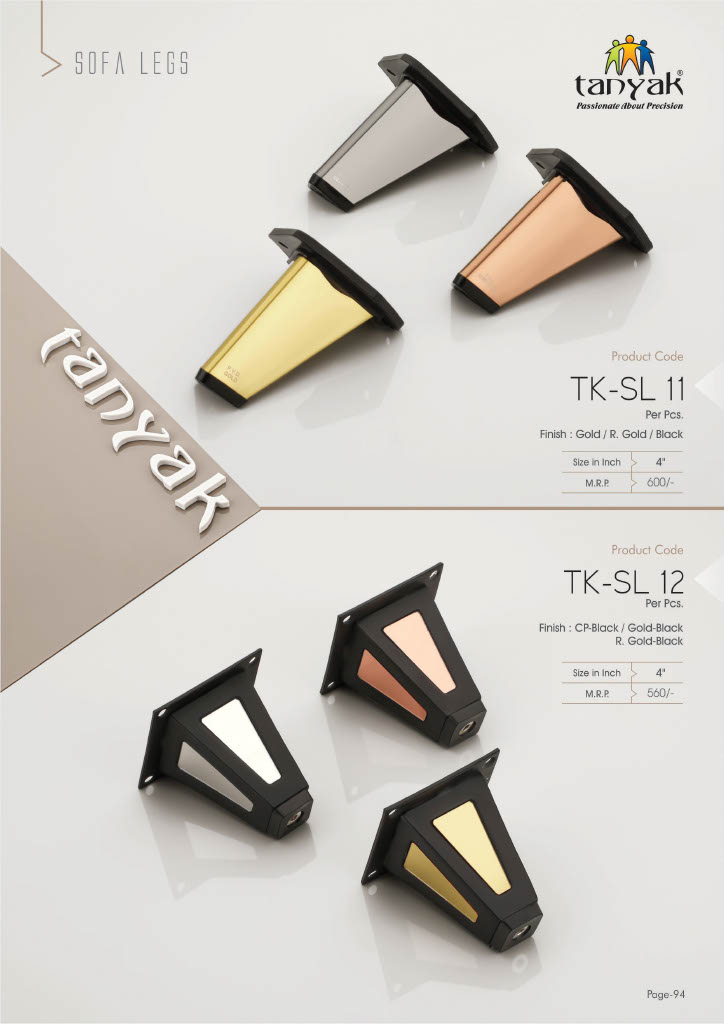 SOFA LEGS
tanyak®
Passionate About Precision
PVD
GOLD
Product Code
TK-SL 11
Per Pcs.
Finish : Gold / R. Gold / Black
Size in Inch 4"
M.R.P. 600/-
tanyak
Product Code
TK-SL 12
Per Pcs.
Finish : CP-Black / Gold-Black
R. Gold-Black
Size in Inch 4"
M.R.P. 560/-
Page-94